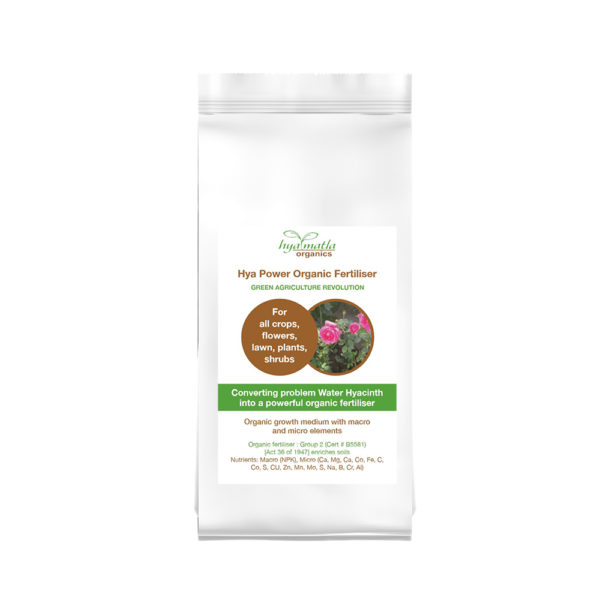 hya matla
organics
Hya Power Organic Fertiliser
GREEN AGRICULTURE REVOLUTION
For
all crops,
flowers,
lawn, plants,
shrubs
Converting problem Water Hyacinth
into a powerful organic fertiliser
Organic growth medium with macro
and micro elements
Organic fertiliser : Group 2 (Cert # B5581)
[Act 36 of 1947] enriches soils
Nutrients: Macro (NPK), Micro (Ca, Mg, Ca, Cn, Fe, C,
Co, S, CU, Zn, Mn, Mo, S, Na, B, Cr, Al)